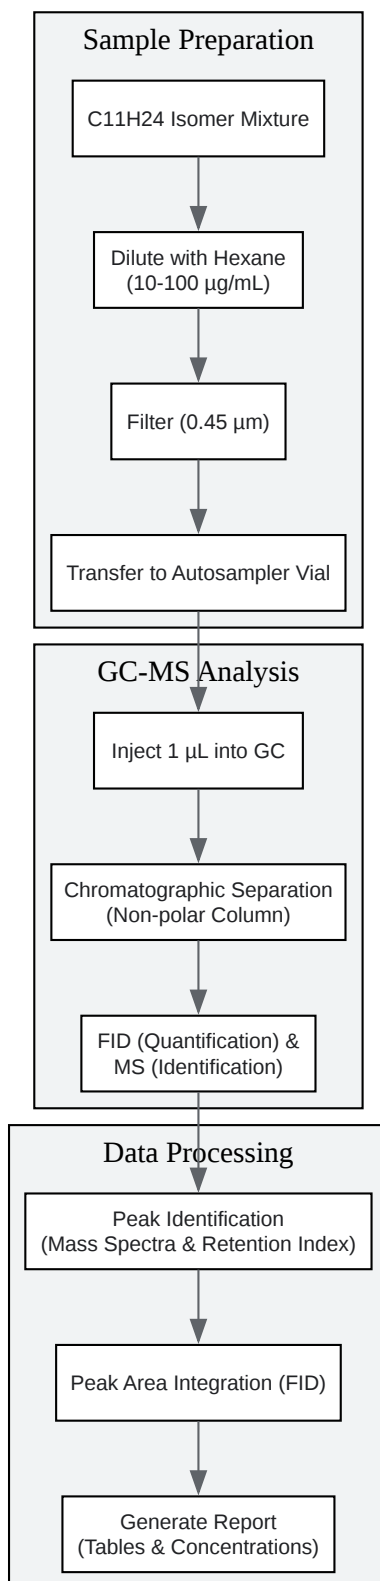 Sample Preparation
C11H24 Isomer Mixture
Dilute with Hexane
(10-100 µg/mL)
Filter (0.45 µm)
Transfer to Autosampler Vial
GC-MS Analysis
Inject 1 µL into GC
Chromatographic Separation
(Non-polar Column)
FID (Quantification) &
MS (Identification)
Data Processing
Peak Identification
(Mass Spectra & Retention Index)
Peak Area Integration (FID)
Generate Report
(Tables & Concentrations)